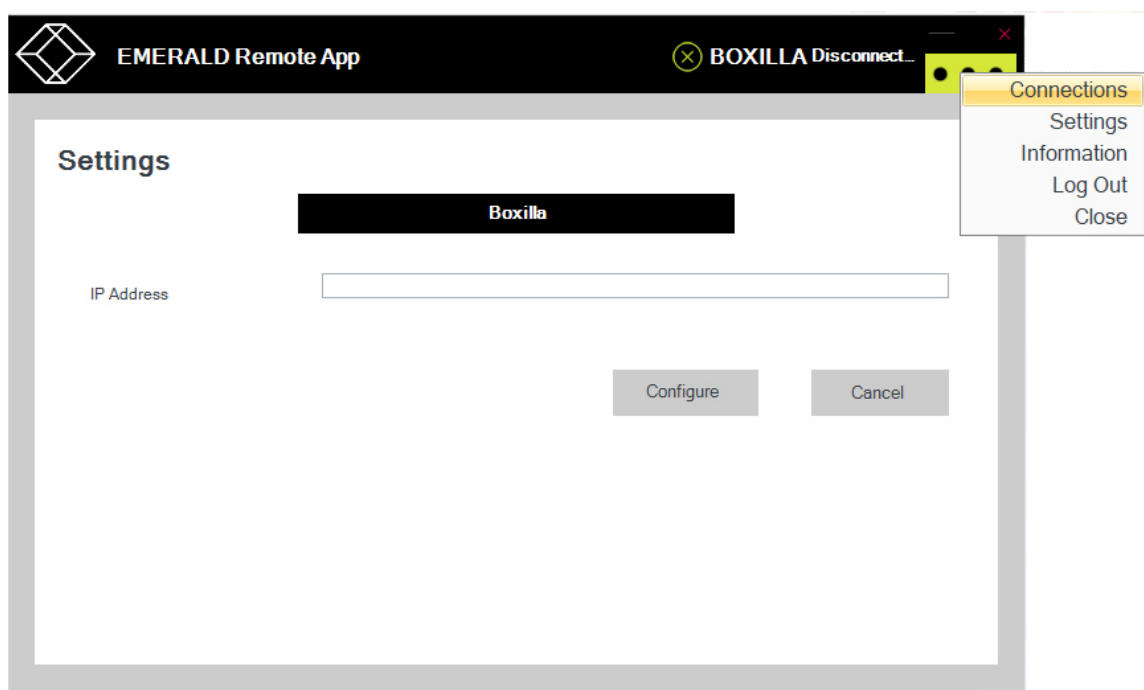 EMERALD Remote App
BOXILLA Disconnect...
Connections
Settings
Information
Log Out
Close
Settings
Boxilla
IP Address
Configure
Cancel